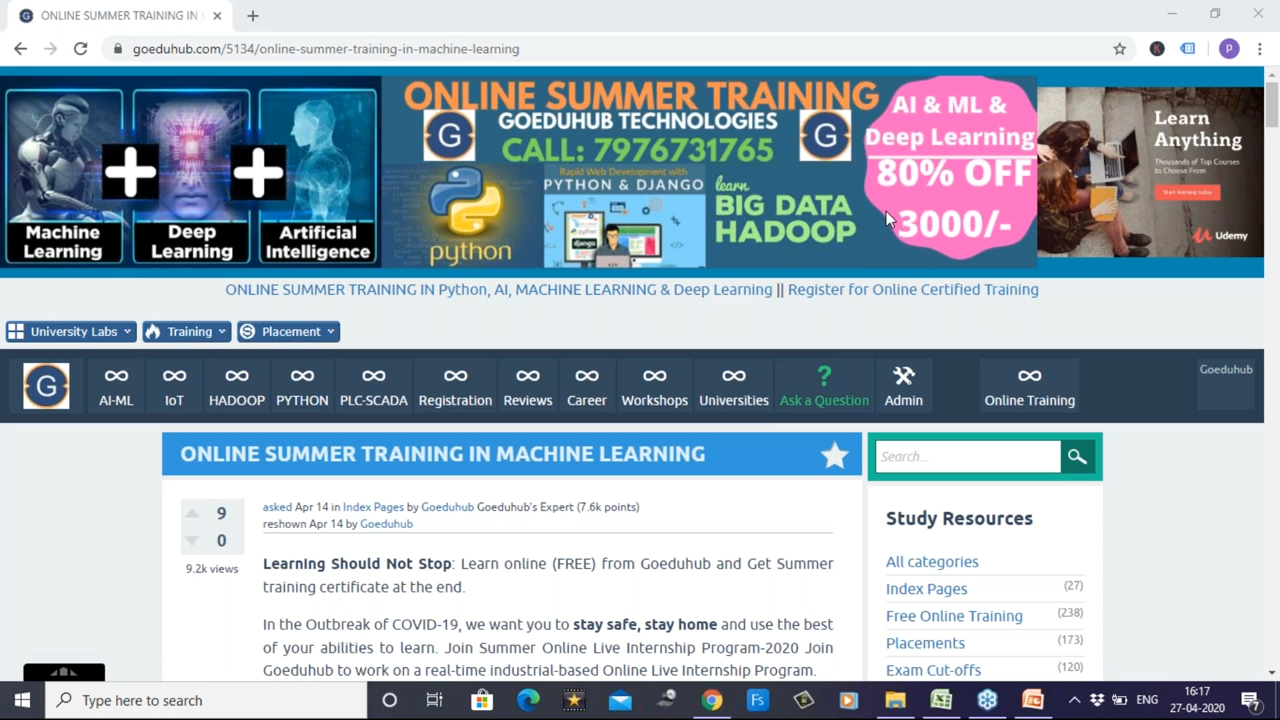 ONLINE SUMMER TRAINING IN
goeduhub.com/5134/online-summer-training-in-machine-learning
P
Machine Learning
Deep Learning
Artificial Intelligence
ONLINE SUMMER TRAINING
GOEDUHUB TECHNOLOGIES
CALL: 7976731765
G
G
python
Rapid Web Development with
PYTHON & DJANGO
django
learn
BIG DATA
HADOOP
AI & ML &
Deep Learning
80% OFF
3000/-
Learn
Anything
Thousands of Top Courses
to Choose From
Start learning today
Udemy
ONLINE SUMMER TRAINING IN Python, AI, MACHINE LEARNING & Deep Learning || Register for Online Certified Training
University Labs Training Placement
G AI-ML IoT HADOOP PYTHON PLC-SCADA Registration Reviews Career Workshops Universities Ask a Question Admin Online Training Goeduhub
ONLINE SUMMER TRAINING IN MACHINE LEARNING
Search...
9
0
9.2k views
asked Apr 14 in Index Pages by Goeduhub Goeduhub's Expert (7.6k points)
reshown Apr 14 by Goeduhub
Learning Should Not Stop: Learn online (FREE) from Goeduhub and Get Summer
training certificate at the end.
In the Outbreak of COVID-19, we want you to stay safe, stay home and use the best
of your abilities to learn. Join Summer Online Live Internship Program-2020 Join
Goeduhub to work on a real-time industrial-based Online Live Internship Program.
Study Resources
All categories
Index Pages (27)
Free Online Training (238)
Placements (173)
Exam Cut-offs (120)
Type here to search
Fs
ENG
16:17
27-04-2020
7